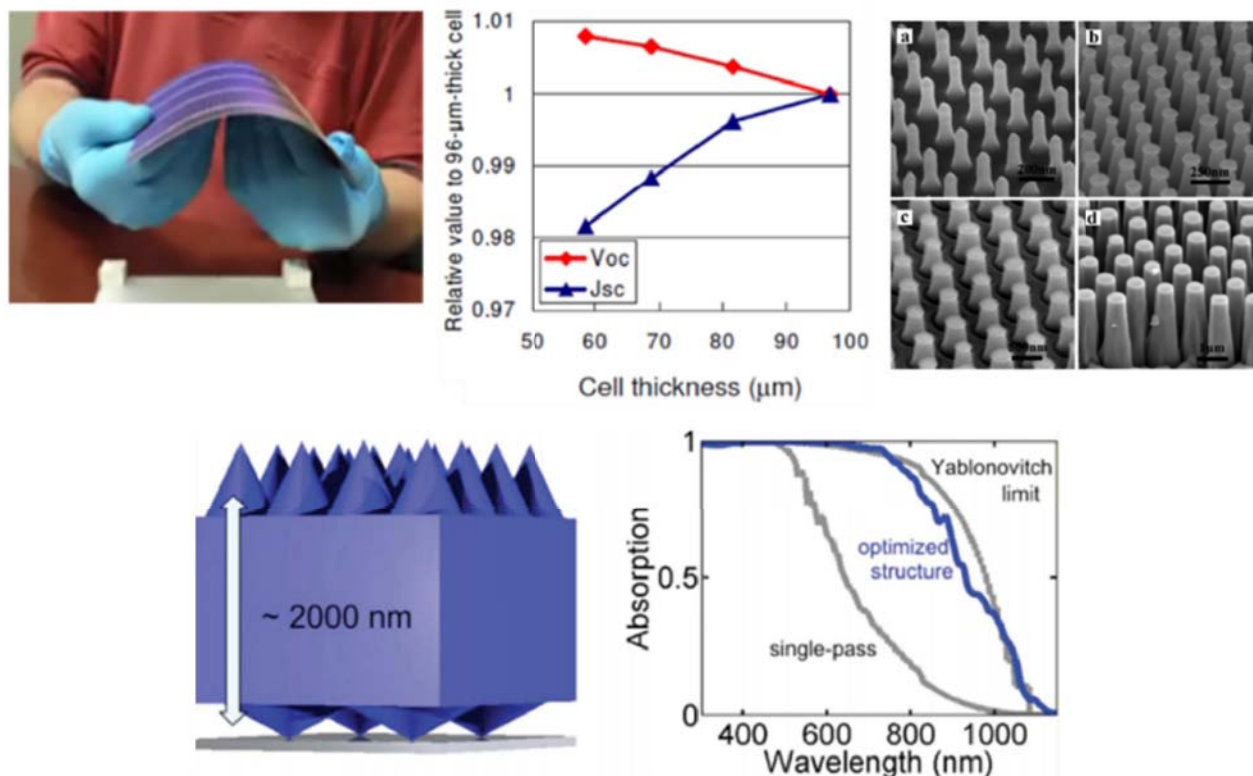 Relative value to 96-µm-thick cell
1.01
1
0.99
0.98
0.97
Voc
Jsc
50
60
70
80
90
100
Cell thickness (µm)
a
200nm
b
250nm
c
d
1µm
~ 2000 nm
Absorption
1
0.5
0
Yablonovitch
limit
optimized
structure
single-pass
400
600
800
1000
Wavelength (nm)